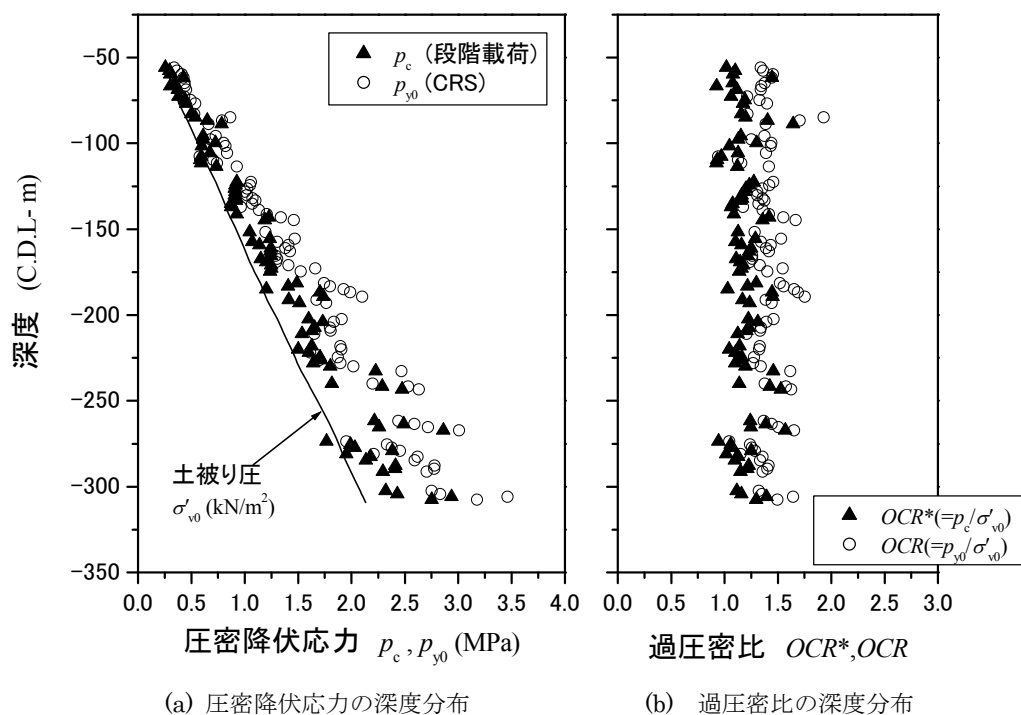 -50
-100
-150
-200
-250
-300
-350
深度 (C.D.L- m)
0.0 0.5 1.0 1.5 2.0 2.5 3.0 3.5 4.0
圧密降伏応力 pc , py0 (MPa)
▲ pc (段階載荷)
○ py0 (CRS)
土被り圧
σ'v0 (kN/m²)
(a) 圧密降伏応力の深度分布
0.0 0.5 1.0 1.5 2.0 2.5 3.0
過圧密比 OCR*,OCR
▲ OCR*(=pc/σ'v0)
○ OCR(=py0/σ'v0)
(b) 過圧密比の深度分布